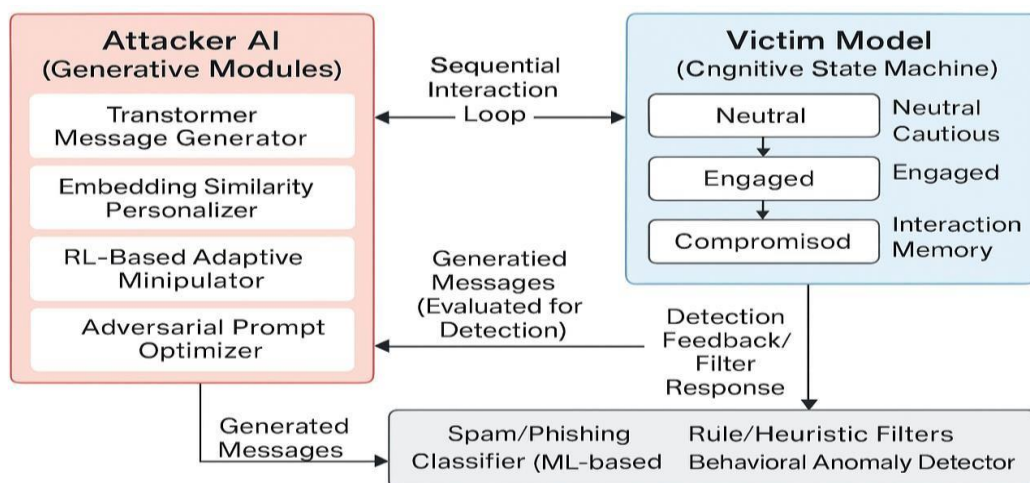 Attacker AI
(Generative Modules)
Transtormer
Message Generator
Embedding Similarity
Personalizer
RL-Based Adaptive
Minipulator
Adversarial Prompt
Optimizer
Sequential
Interaction
Loop
Victim Model
(Cngnitive State Machine)
Neutral
Engaged
Compromisod
Neutral
Cautious
Engaged
Interaction
Memory
Generatied
Messages
(Evaluated for
Detection)
Detection
Feedback/
Filter
Response
Generated
Messages
Spam/Phishing
Classifier (ML-based
Rule/Heuristic Filters
Behavioral Anomaly Detector